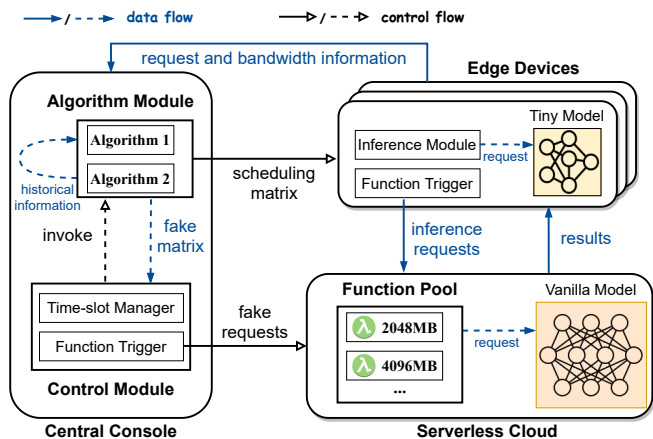 / data flow / control flow
request and bandwidth information
Edge Devices
Algorithm Module
Algorithm 1
Algorithm 2
historical
information
invoke
fake
matrix
scheduling
matrix
Tiny Model
Inference Module
request
Function Trigger
inference
requests
results
Time-slot Manager
Function Trigger
Control Module
Central Console
fake
requests
Function Pool
λ 2048MB
λ 4096MB
...
request
Vanilla Model
Serverless Cloud